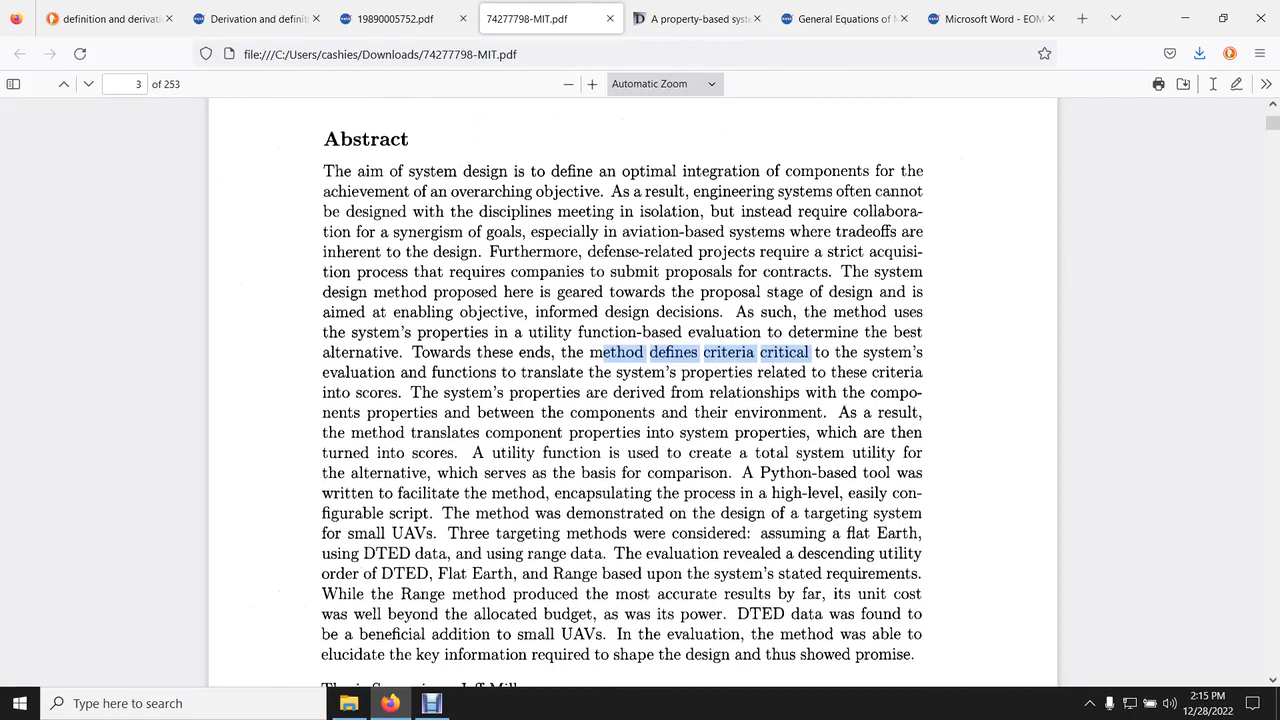 definition and derivati
Derivation and definit
19890005752.pdf
74277798-MIT.pdf
A property-based syst
General Equations of M
Microsoft Word - EOM
file:///C:/Users/cashies/Downloads/74277798-MIT.pdf
3 of 253
Automatic Zoom
Abstract
The aim of system design is to define an optimal integration of components for the
achievement of an overarching objective. As a result, engineering systems often cannot
be designed with the disciplines meeting in isolation, but instead require collabora-
tion for a synergism of goals, especially in aviation-based systems where tradeoffs are
inherent to the design. Furthermore, defense-related projects require a strict acquisi-
tion process that requires companies to submit proposals for contracts. The system
design method proposed here is geared towards the proposal stage of design and is
aimed at enabling objective, informed design decisions. As such, the method uses
the system's properties in a utility function-based evaluation to determine the best
alternative. Towards these ends, the method defines criteria critical to the system's
evaluation and functions to translate the system's properties related to these criteria
into scores. The system's properties are derived from relationships with the compo-
nents properties and between the components and their environment. As a result,
the method translates component properties into system properties, which are then
turned into scores. A utility function is used to create a total system utility for
the alternative, which serves as the basis for comparison. A Python-based tool was
written to facilitate the method, encapsulating the process in a high-level, easily con-
figurable script. The method was demonstrated on the design of a targeting system
for small UAVs. Three targeting methods were considered: assuming a flat Earth,
using DTED data, and using range data. The evaluation revealed a descending utility
order of DTED, Flat Earth, and Range based upon the system's stated requirements.
While the Range method produced the most accurate results by far, its unit cost
was well beyond the allocated budget, as was its power. DTED data was found to
be a beneficial addition to small UAVs. In the evaluation, the method was able to
elucidate the key information required to shape the design and thus showed promise.
Type here to search
2:15 PM
12/28/2022